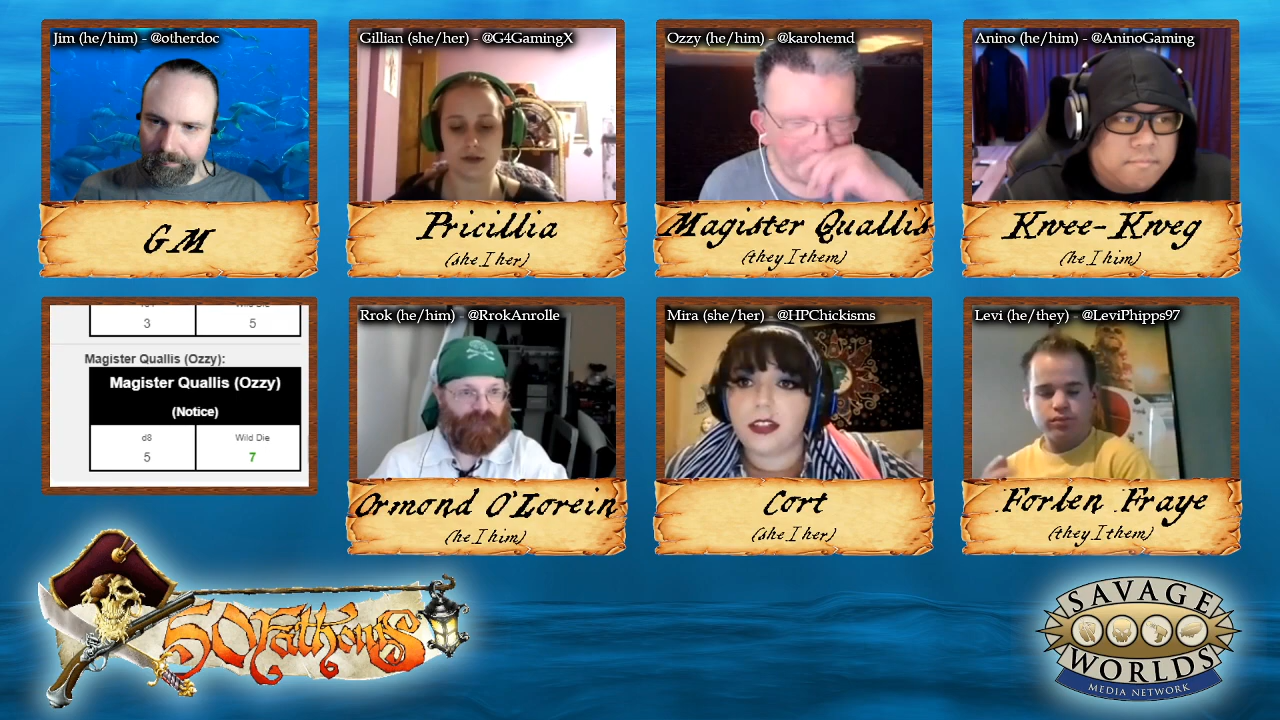 Jim (he/him) - @otherdoc
GM
Gillian (she/her) - @G4GamingX
Pricillia
(she/her)
Ozzy (he/him) - @karohemd
Magister Quallis
(they/them)
Anino (he/him) - @AninoGaming
Kwee-Kweg
(he/him)
3
5
Magister Quallis (Ozzy):
Magister Quallis (Ozzy)
(Notice)
d8
Wild Die
5
7
Rrok (he/him) - @RrokAnrolle
Ormond O'Lorein
(he/him)
Mira (she/her) - @HPChickisms
Cort
(she/her)
Levi (he/they) - @LeviPhipps97
Forlen Fraye
(they/them)
50 Fathoms
SAVAGE
WORLDS
MEDIA NETWORK